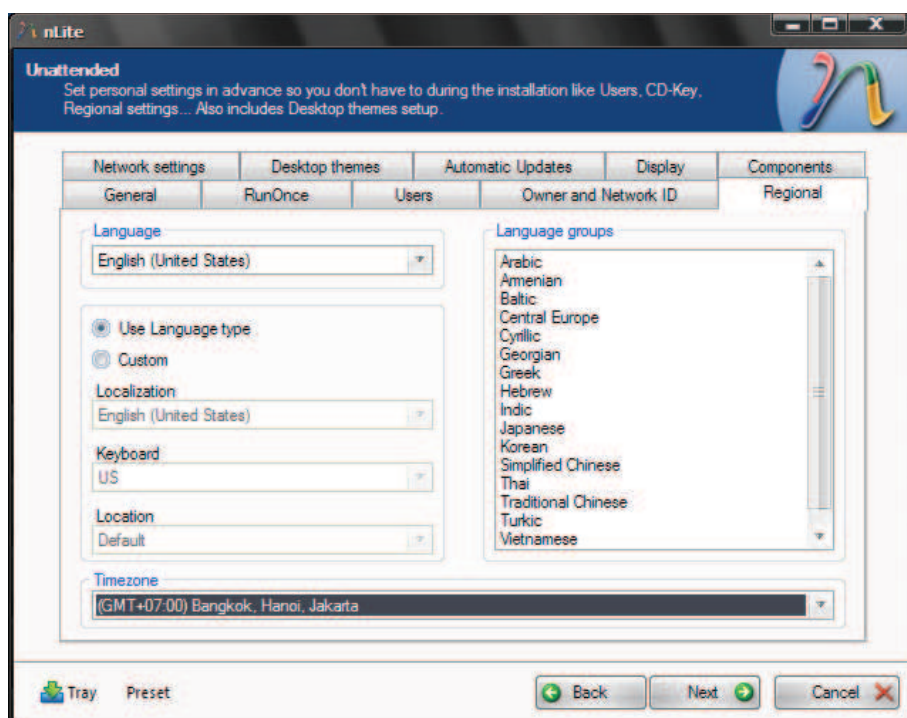 nLite
Unattended
Set personal settings in advance so you don't have to during the installation like Users, CD-Key,
Regional settings... Also includes Desktop themes setup.
Network settings Desktop themes Automatic Updates Display Components
General RunOnce Users Owner and Network ID Regional
Language
English (United States)
Use Language type
Custom
Localization
English (United States)
Keyboard
US
Location
Default
Language groups
Arabic
Armenian
Baltic
Central Europe
Cyrillic
Georgian
Greek
Hebrew
Indic
Japanese
Korean
Simplified Chinese
Thai
Traditional Chinese
Turkic
Vietnamese
Timezone
(GMT+07:00) Bangkok, Hanoi, Jakarta
Tray Preset Back Next Cancel